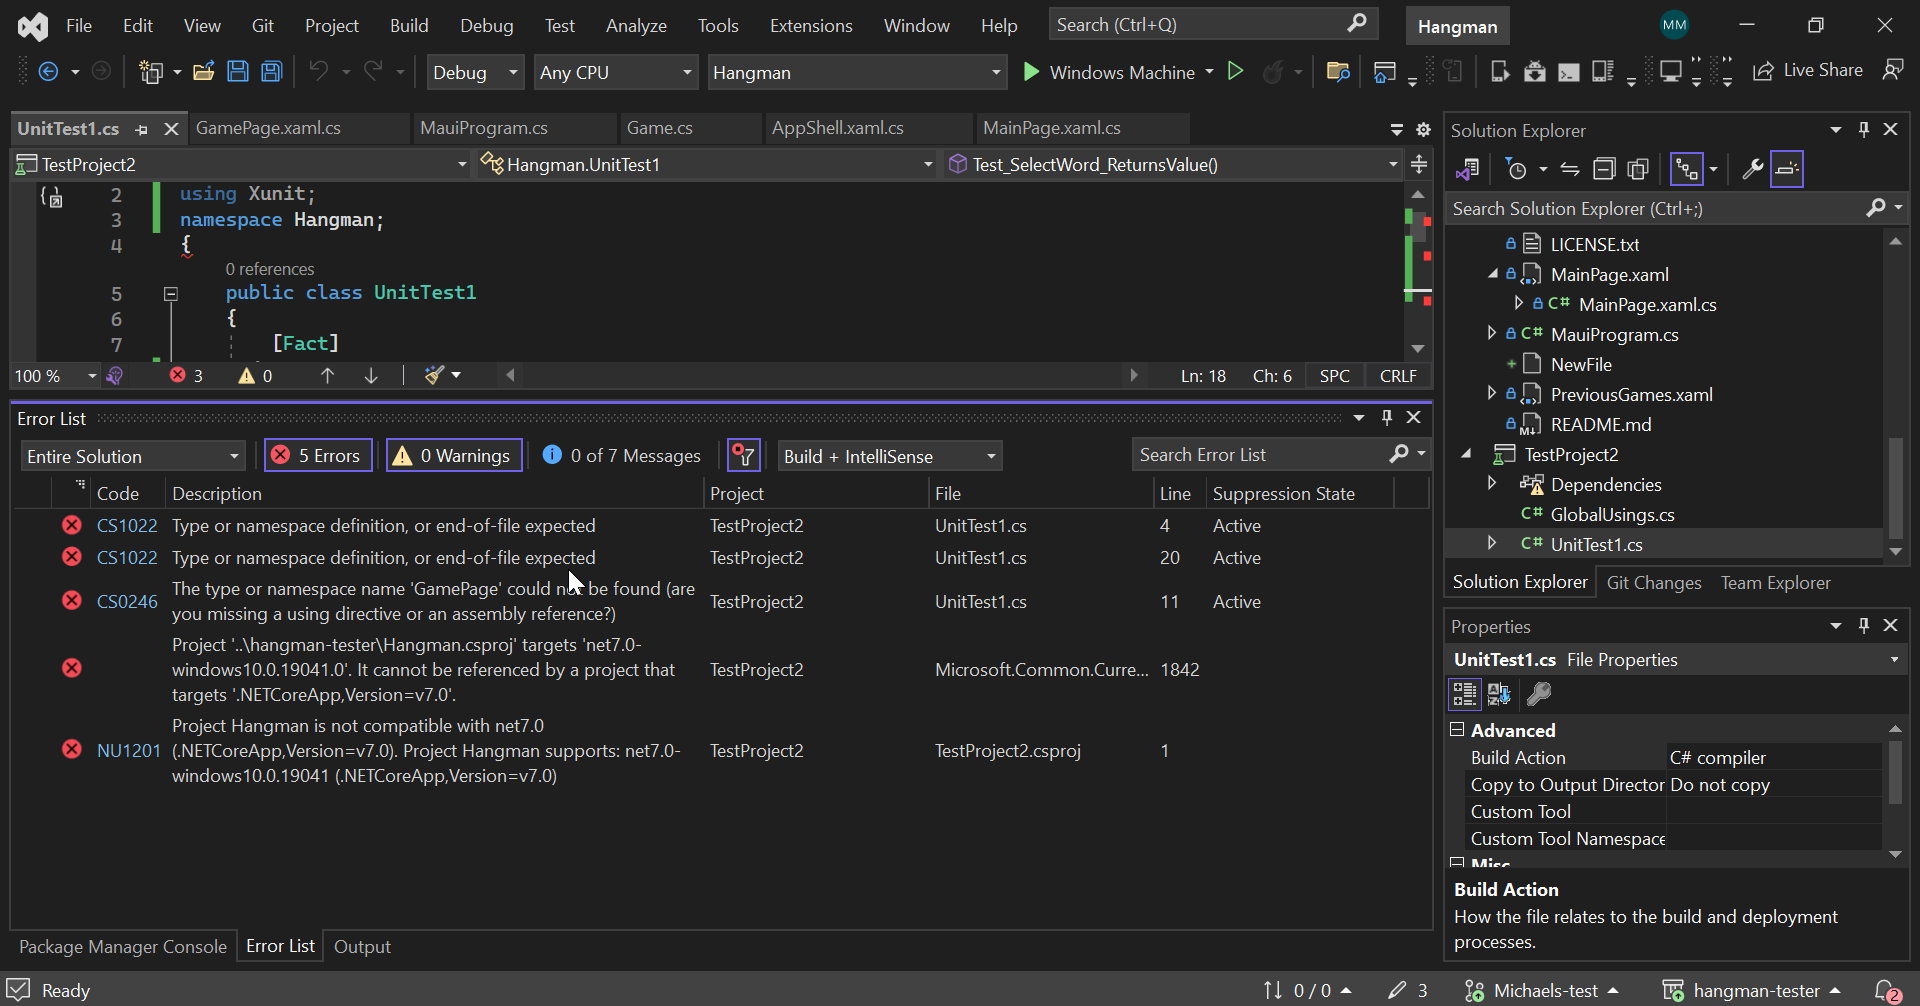 File Edit View Git Project Build Debug Test Analyze Tools Extensions Window Help Search (Ctrl+Q) Hangman MM
Debug Any CPU Hangman Windows Machine Live Share
UnitTest1.cs GamePage.xaml.cs MauiProgram.cs Game.cs AppShell.xaml.cs MainPage.xaml.cs
TestProject2 Hangman.UnitTest1 Test_SelectWord_ReturnsValue()
2 using Xunit;
3 namespace Hangman;
4 {
0 references
5 public class UnitTest1
6 {
7 [Fact]
100 % 3 0 Ln: 18 Ch: 6 SPC CRLF
Error List
Entire Solution 5 Errors 0 Warnings 0 of 7 Messages Build + IntelliSense Search Error List
Code Description Project File Line Suppression State
CS1022 Type or namespace definition, or end-of-file expected TestProject2 UnitTest1.cs 4 Active
CS1022 Type or namespace definition, or end-of-file expected TestProject2 UnitTest1.cs 20 Active
The type or namespace name 'GamePage' could not be found (are
CS0246 you missing a using directive or an assembly reference?) TestProject2 UnitTest1.cs 11 Active
Project '..\hangman-tester\Hangman.csproj' targets 'net7.0-
windows10.0.19041.0'. It cannot be referenced by a project that TestProject2 Microsoft.Common.Curre... 1842
targets '.NETCoreApp,Version=v7.0'.
Project Hangman is not compatible with net7.0
NU1201 (.NETCoreApp,Version=v7.0). Project Hangman supports: net7.0- TestProject2 TestProject2.csproj 1
windows10.0.19041 (.NETCoreApp,Version=v7.0)
Package Manager Console Error List Output
Solution Explorer
Search Solution Explorer (Ctrl+;)
LICENSE.txt
MainPage.xaml
C# MainPage.xaml.cs
C# MauiProgram.cs
NewFile
PreviousGames.xaml
README.md
TestProject2
Dependencies
C# GlobalUsings.cs
C# UnitTest1.cs
Solution Explorer Git Changes Team Explorer
Properties
UnitTest1.cs File Properties
Advanced
Build Action C# compiler
Copy to Output Director Do not copy
Custom Tool
Custom Tool Namespace
Misc
Build Action
How the file relates to the build and deployment
processes.
Ready 0 / 0 3 Michaels-test hangman-tester 2